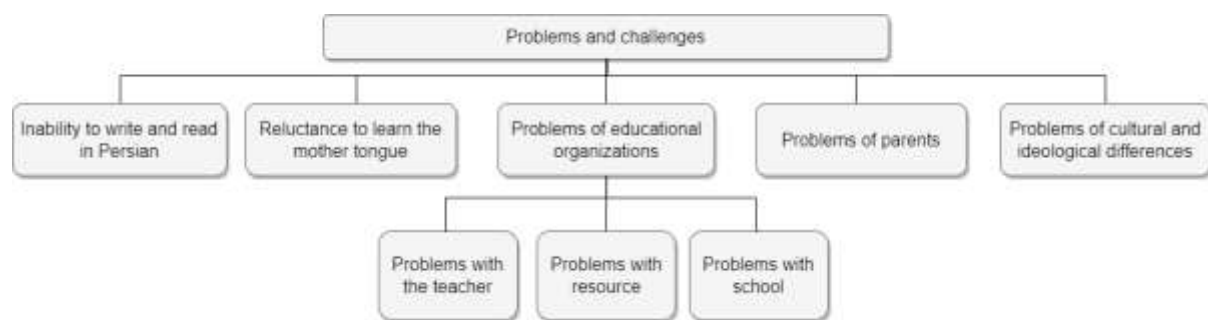 Problems and challenges
Inability to write and read
in Persian
Reluctance to learn the
mother tongue
Problems of educational
organizations
Problems of parents
Problems of cultural and
ideological differences
Problems with
the teacher
Problems with
resource
Problems with
school